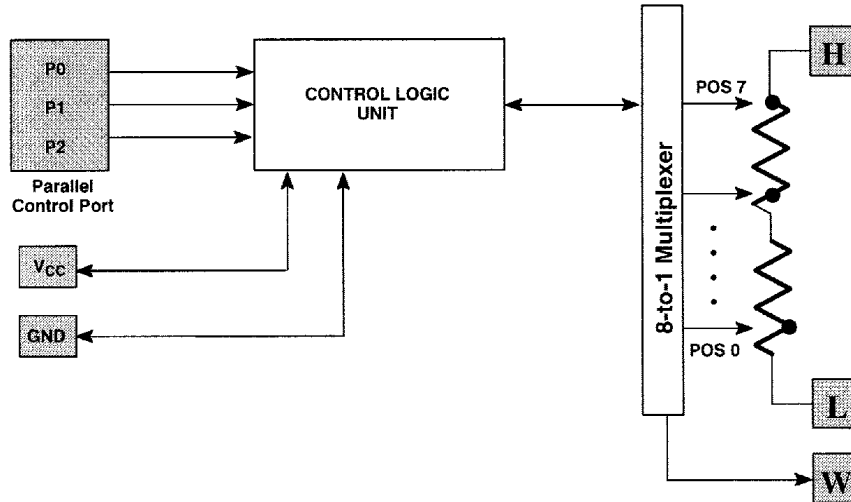 P0
P1
P2
Parallel
Control Port
CONTROL LOGIC
UNIT
VCC
GND
8-to-1 Multiplexer
POS 7
POS 0
H
L
W